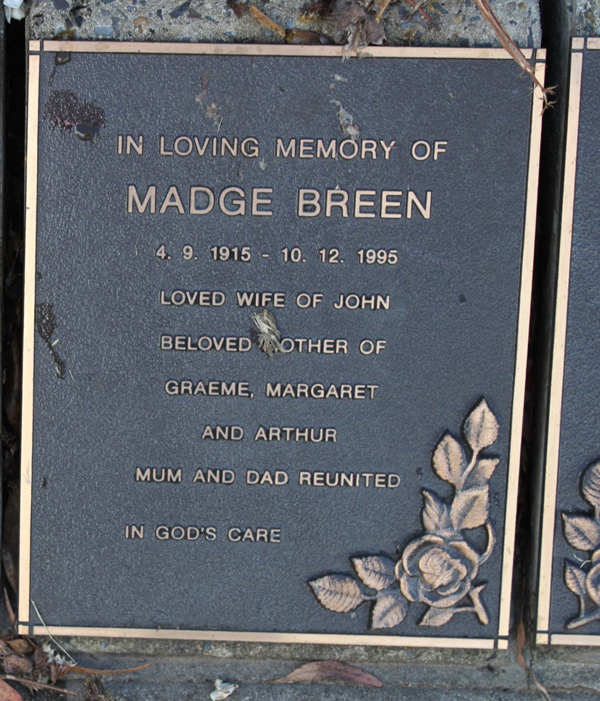 IN LOVING MEMORY OF
MADGE BREEN
4. 9. 1915 - 10. 12. 1995
LOVED WIFE OF JOHN
BELOVED MOTHER OF
GRAEME, MARGARET
AND ARTHUR
MUM AND DAD REUNITED
IN GOD'S CARE